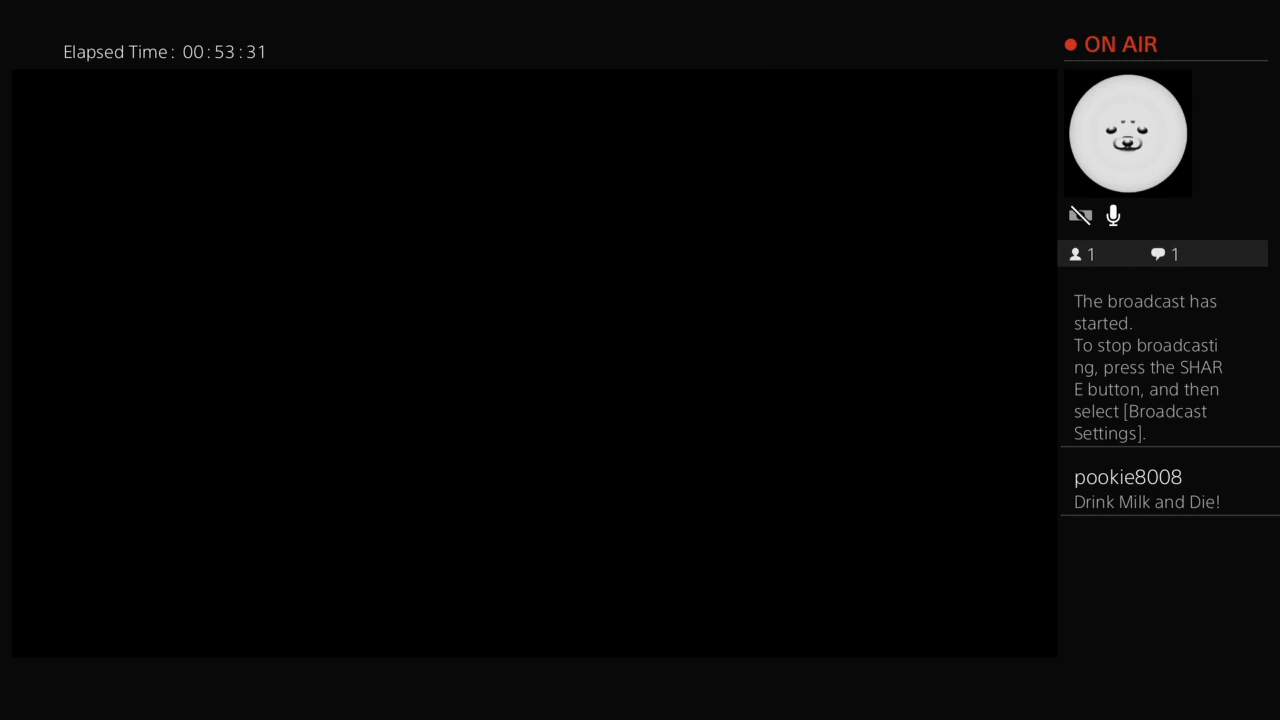 Elapsed Time: 00:53:31
ON AIR
1 1
The broadcast has
started.
To stop broadcasti
ng, press the SHAR
E button, and then
select [Broadcast
Settings].
pookie8008
Drink Milk and Die!